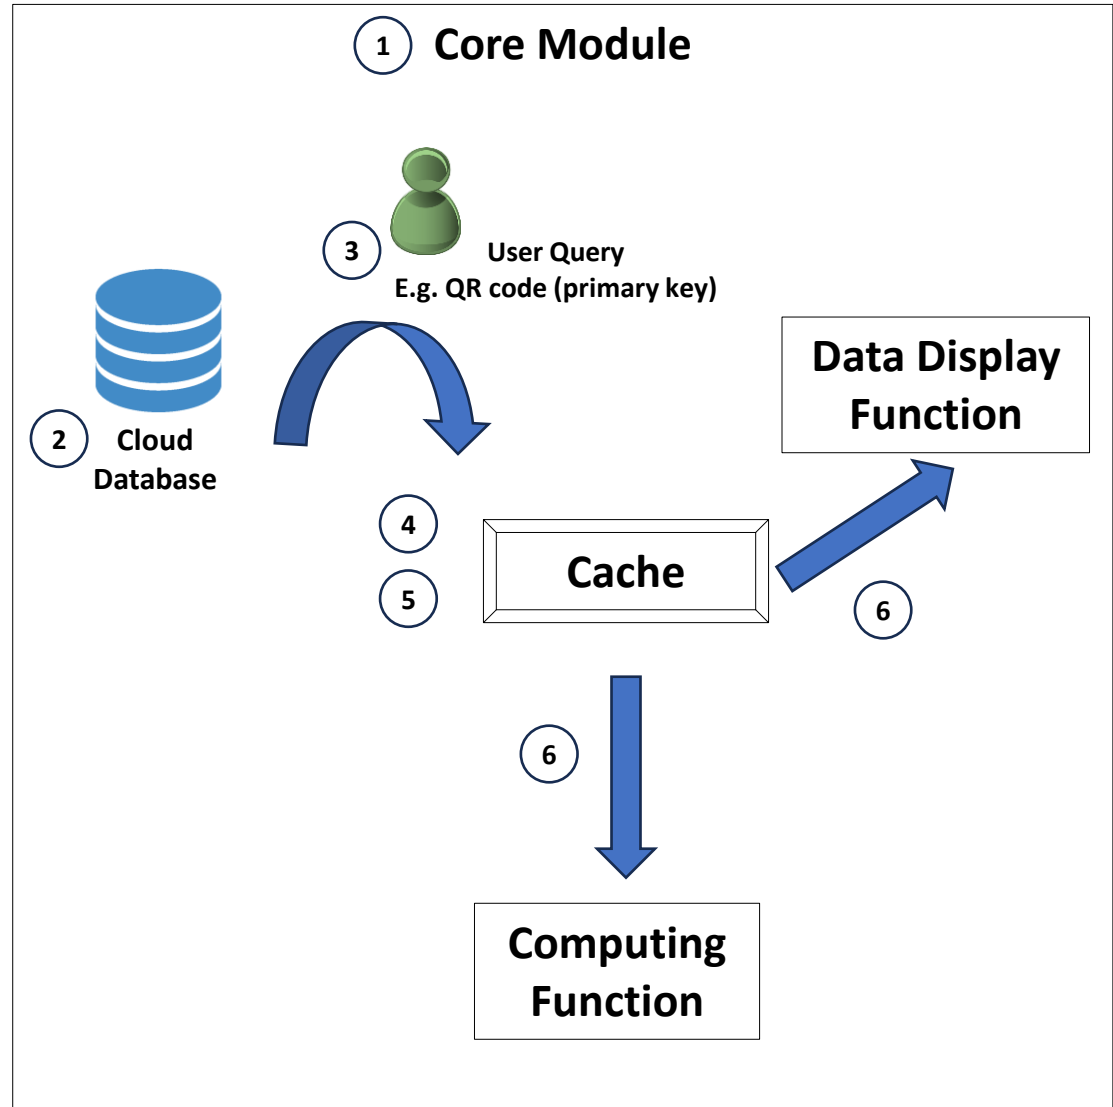 1 Core Module
3 User Query
E.g. QR code (primary key)
2 Cloud
Database
Data Display
Function
4
5
Cache
6
6
Computing
Function